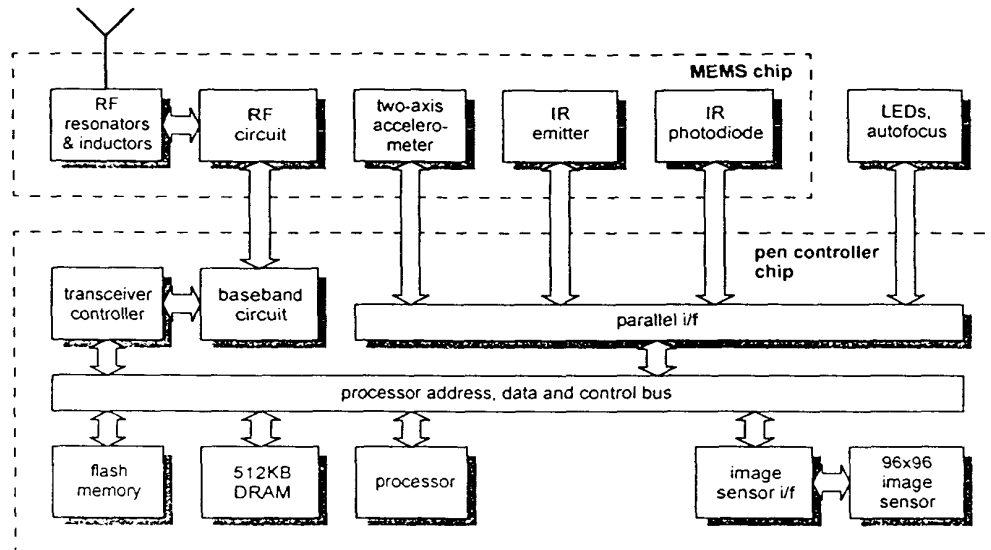 MEMS chip
RF
resonators
& inductors
RF
circuit
two-axis
accelero-
meter
IR
emitter
IR
photodiode
LEDs,
autofocus
pen controller
chip
transceiver
controller
baseband
circuit
parallel i/f
processor address, data and control bus
flash
memory
512KB
DRAM
processor
image
sensor i/f
96x96
image
sensor